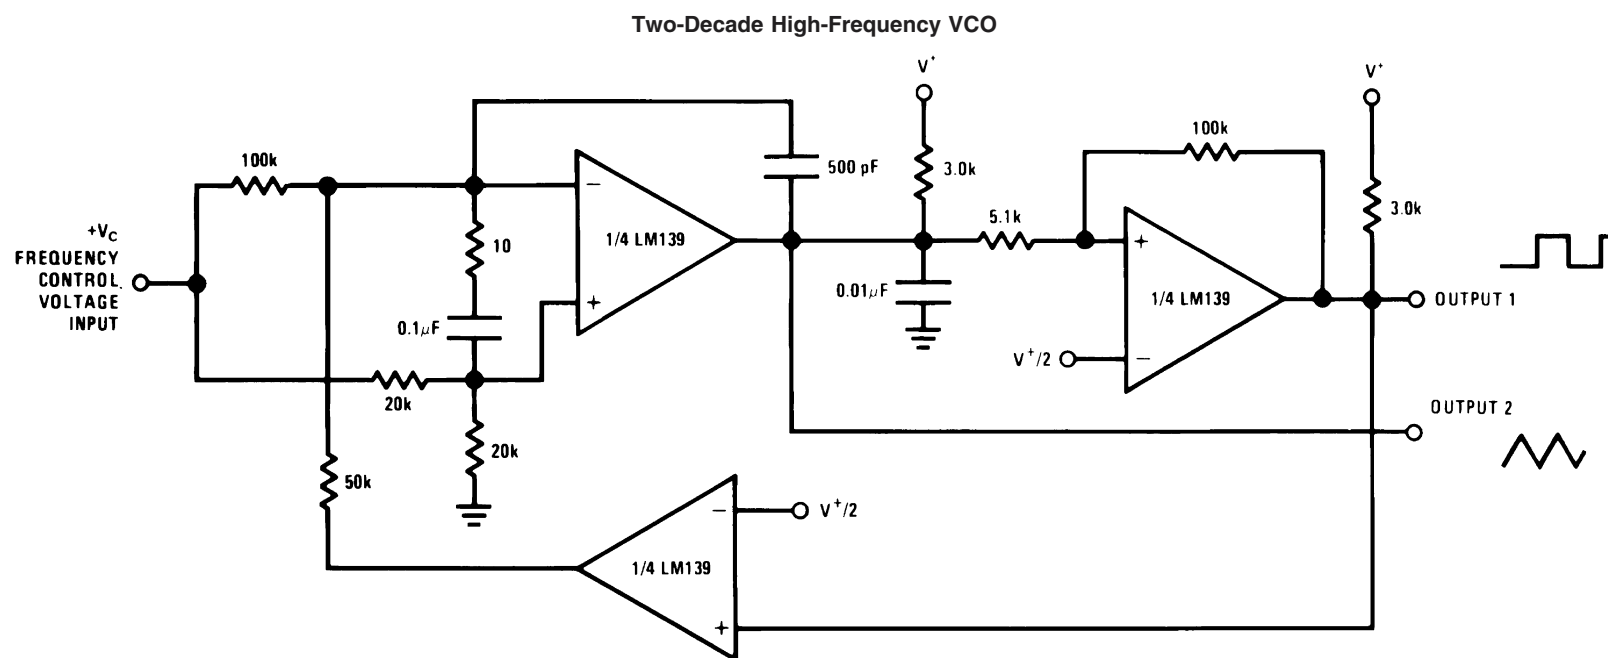 Two-Decade High-Frequency VCO
V+
V+
100k
100k
500 pF
3.0k
3.0k
5.1k
+VC
FREQUENCY
CONTROL
VOLTAGE
INPUT
−
10
1/4 LM139
+
+
0.1µF
0.01µF
1/4 LM139
OUTPUT 1
V+/2
−
20k
OUTPUT 2
20k
50k
−
V+/2
1/4 LM139
+